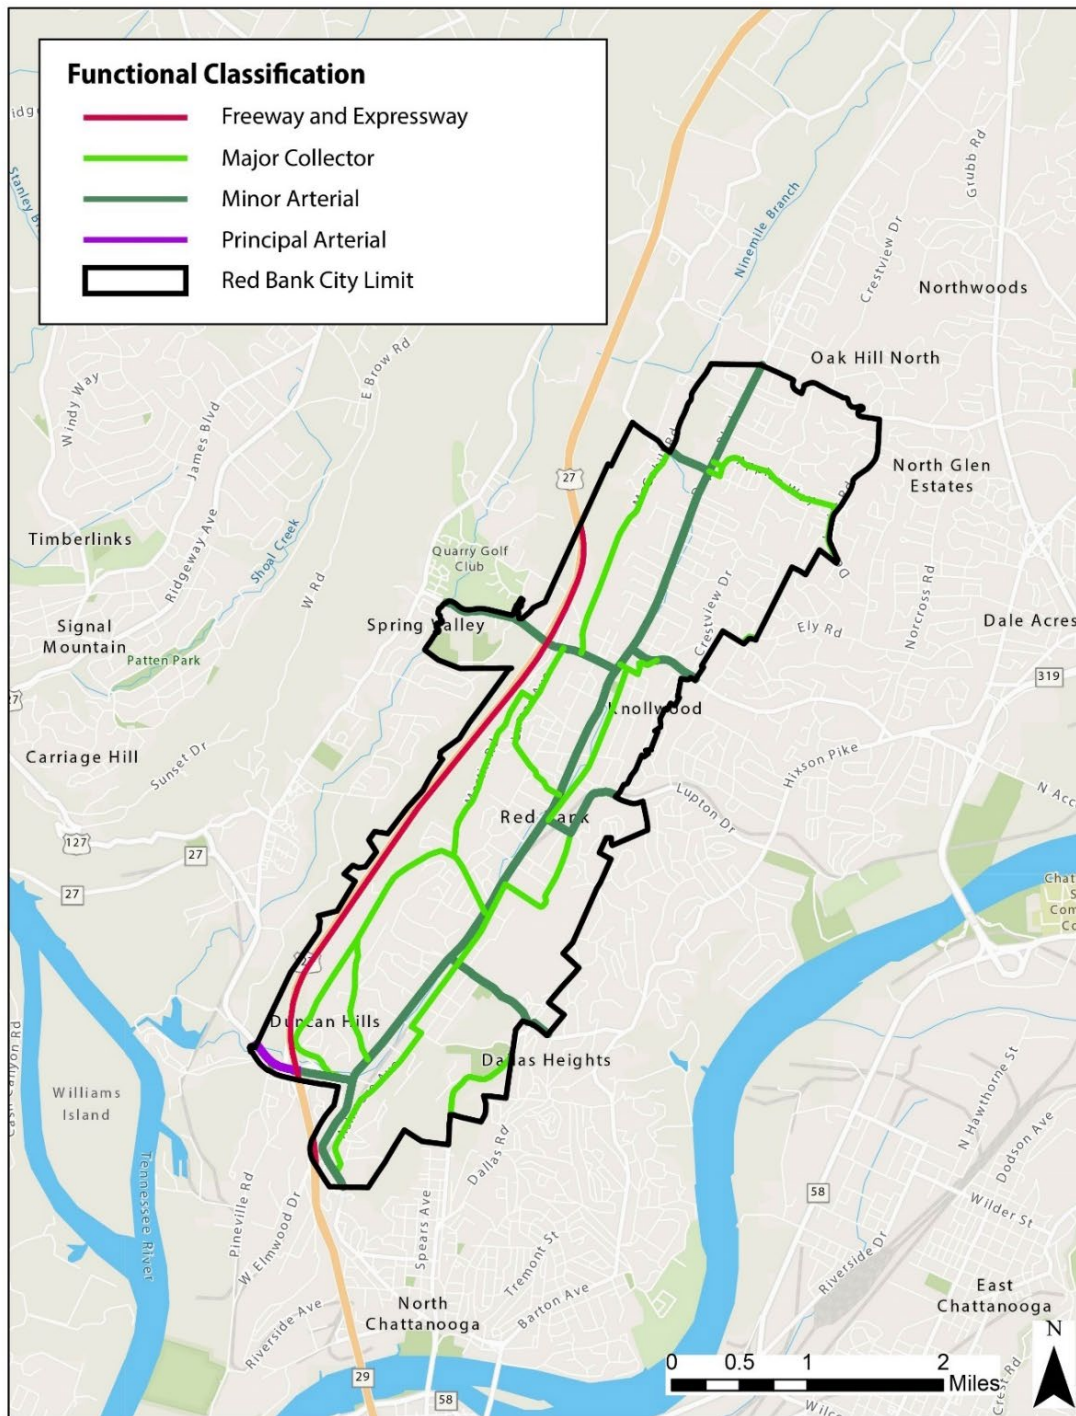 Functional Classification
Freeway and Expressway
Major Collector
Minor Arterial
Principal Arterial
Red Bank City Limit
Grubb Rd
Ninemile Branch
Crestview Dr
Northwoods
E Brow Rd
Oak Hill North
Windy Way
James Blvd
27
North Glen
Estates
Timberlinks
Ridgeway Ave
Shoal Creek
Quarry Golf
Club
W Rd
Crestview Dr
Norcross Rd
Signal
Mountain
Spring Valley
Ely Rd
Dale Acres
Patten Park
319
Knollwood
Carriage Hill
Sunset Dr
Hixson Pike
Lupton Dr
Red Bank
127
27
27
Duncan Hills
Dallas Heights
Williams
Island
N Hawthorne St
Dodson Ave
Tennessee River
Dallas Rd
58
Pineville Rd
W Elmwood Dr
Spears Ave
Wilder St
Tremont St
Riverside Dr
North
Chattanooga
Barton Ave
East
Chattanooga
Riverside Ave
N
0 0.5 1 2
Miles
29
58